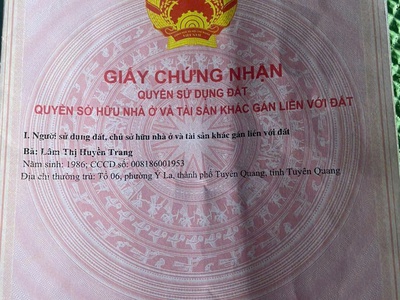 GIẤY CHỨNG NHẬN
QUYỀN SỬ DỤNG ĐẤT
QUYỀN SỞ HỮU NHÀ Ở VÀ TÀI SẢN KHÁC GẮN LIỀN VỚI ĐẤT
I. Người sử dụng đất, chủ sở hữu nhà ở và tài sản khác gắn liền với đất
Bà: Lâm Thị Huyền Trang
Năm sinh: 1986; CCCD số: 008186001953
Địa chỉ thường trú: Tổ 06, phường Ỷ La, thành phố Tuyên Quang, tỉnh Tuyên Quang